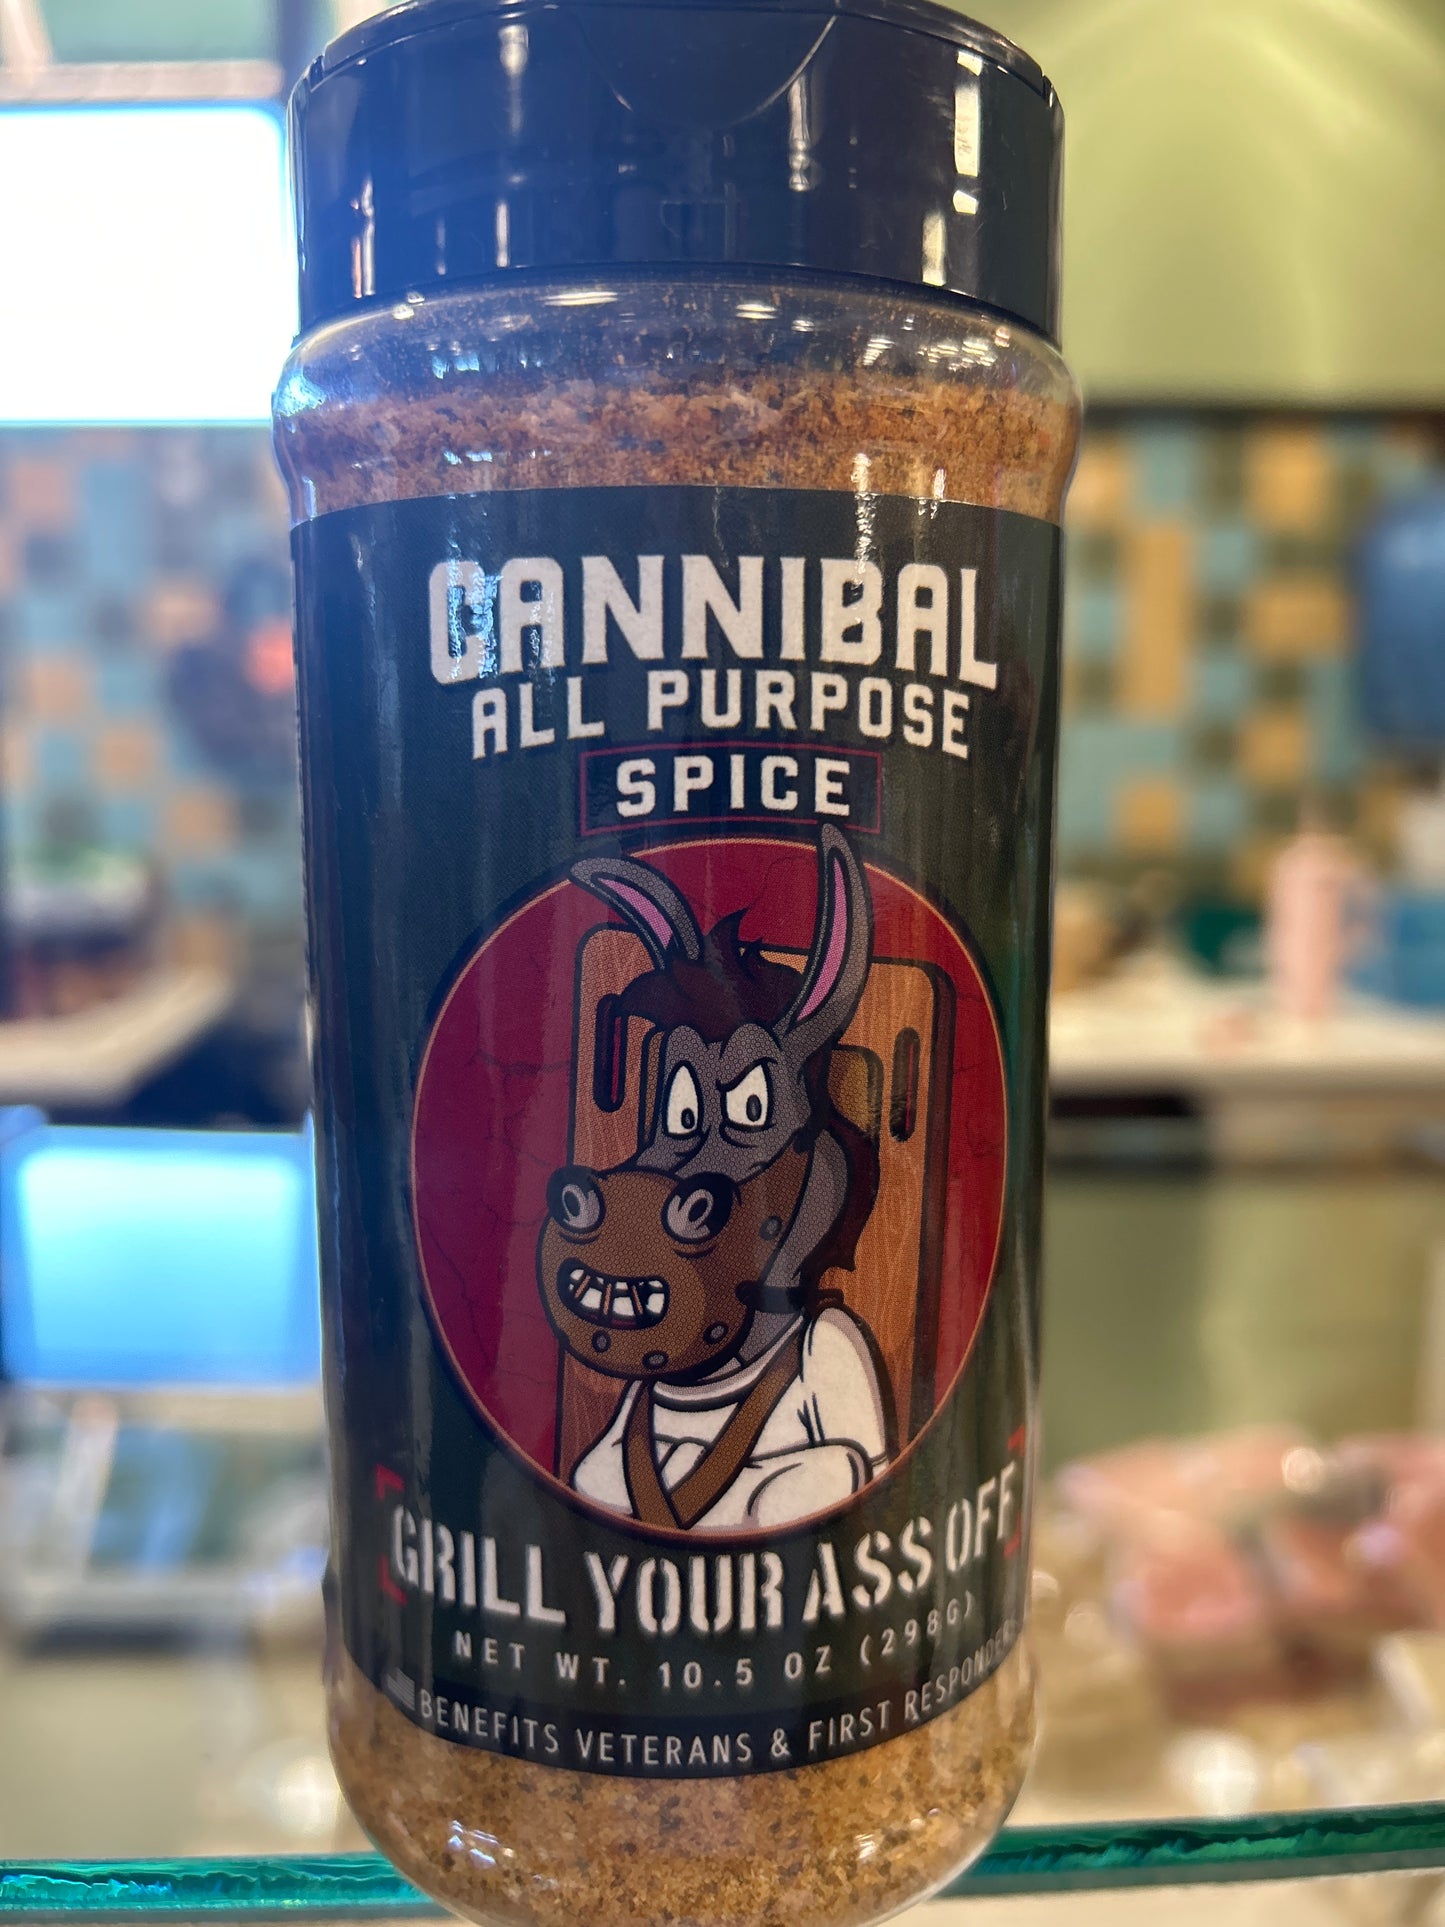 CANNIBAL
ALL PURPOSE
SPICE
GRILL YOUR ASS OFF
NET WT. 10.5 OZ (298G)
BENEFITS VETERANS & FIRST RESPONDERS